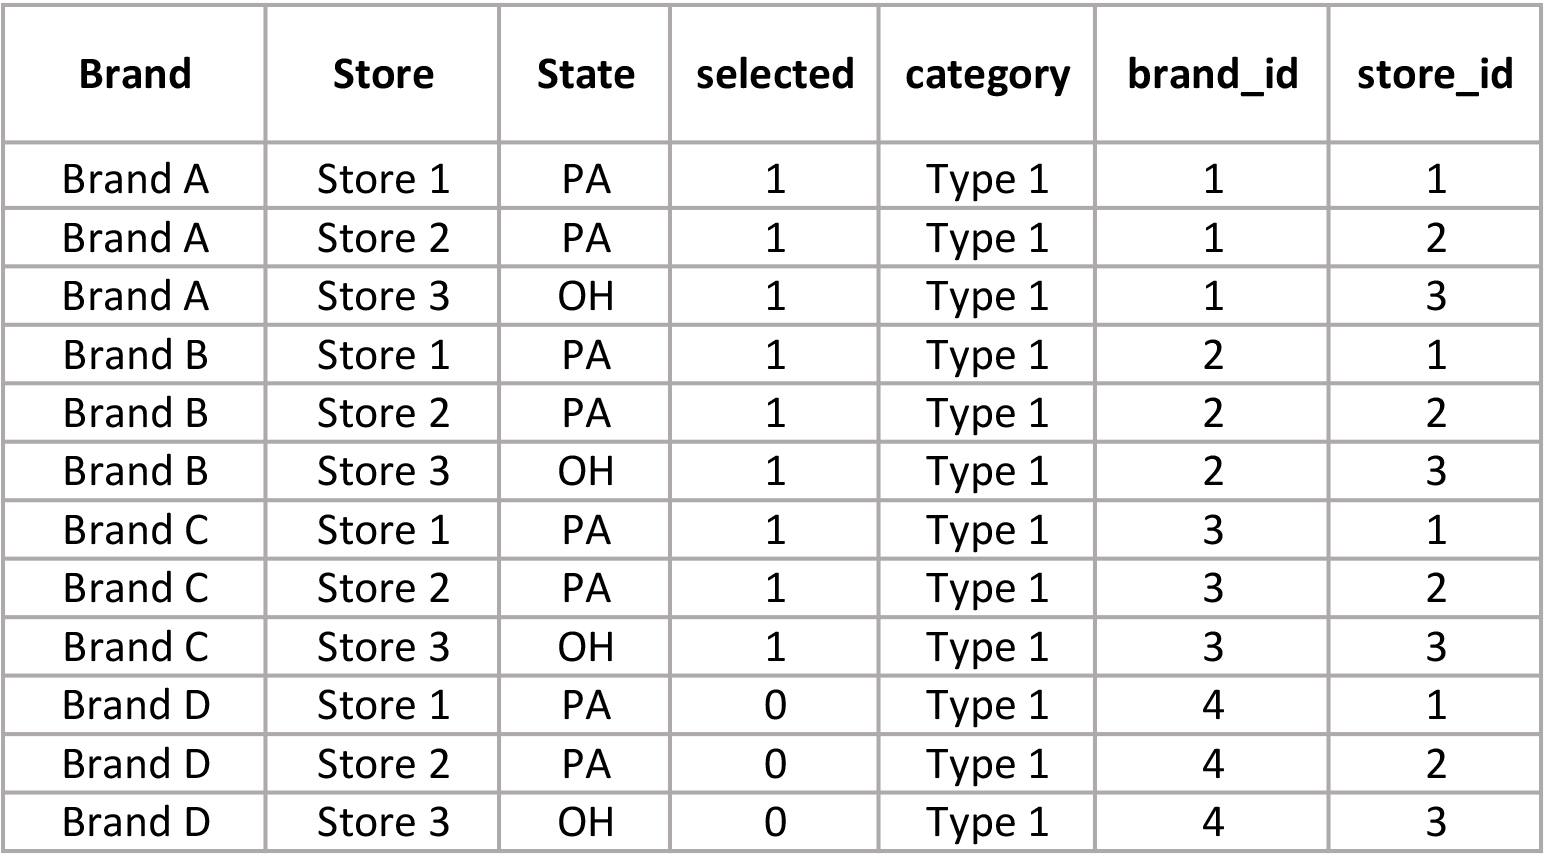 Brand Store State selected category brand_id store_id
Brand A Store 1 PA 1 Type 1 1 1
Brand A Store 2 PA 1 Type 1 1 2
Brand A Store 3 OH 1 Type 1 1 3
Brand B Store 1 PA 1 Type 1 2 1
Brand B Store 2 PA 1 Type 1 2 2
Brand B Store 3 OH 1 Type 1 2 3
Brand C Store 1 PA 1 Type 1 3 1
Brand C Store 2 PA 1 Type 1 3 2
Brand C Store 3 OH 1 Type 1 3 3
Brand D Store 1 PA 0 Type 1 4 1
Brand D Store 2 PA 0 Type 1 4 2
Brand D Store 3 OH 0 Type 1 4 3